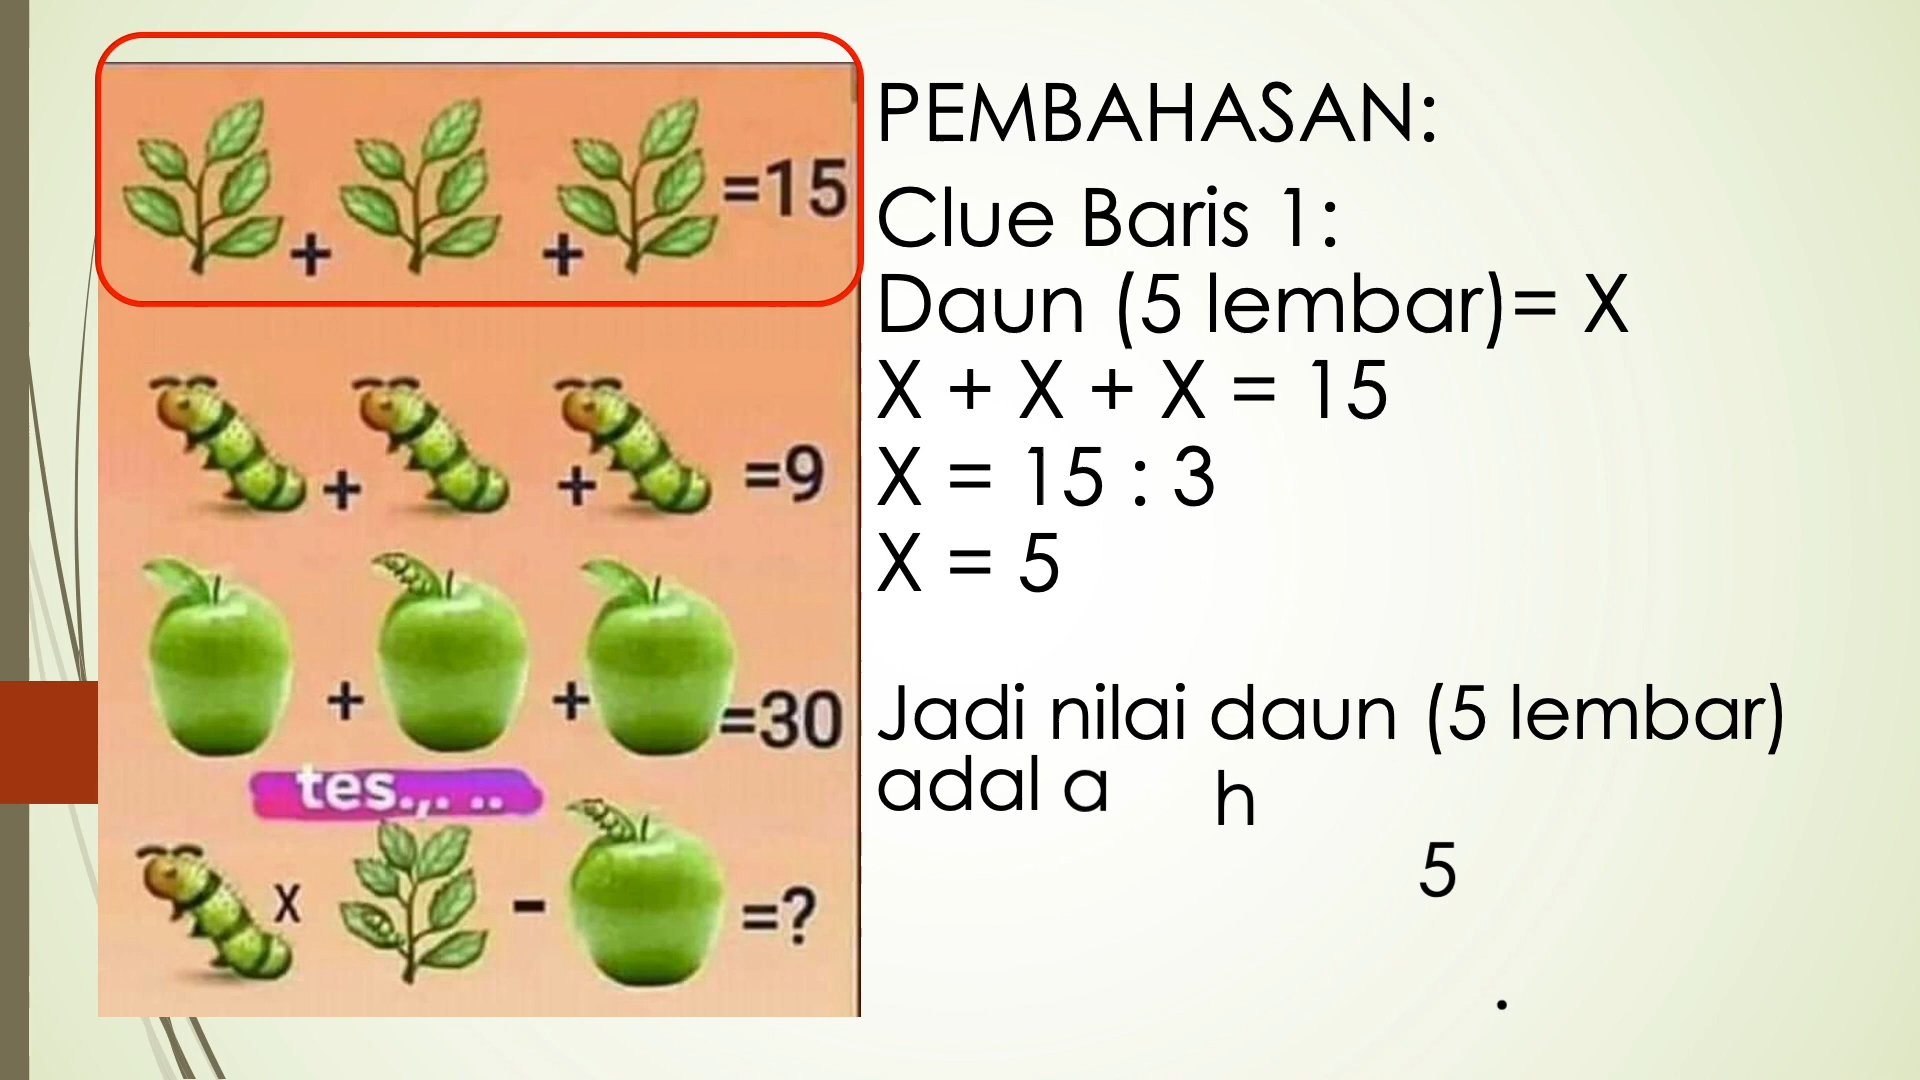 + + =15
+ + =9
+ + =30
tes.,. ..
X - =?
PEMBAHASAN:
Clue Baris 1:
Daun (5 lembar)= X
X + X + X = 15
X = 15 : 3
X = 5
Jadi nilai daun (5 lembar)
adal a h
5
.